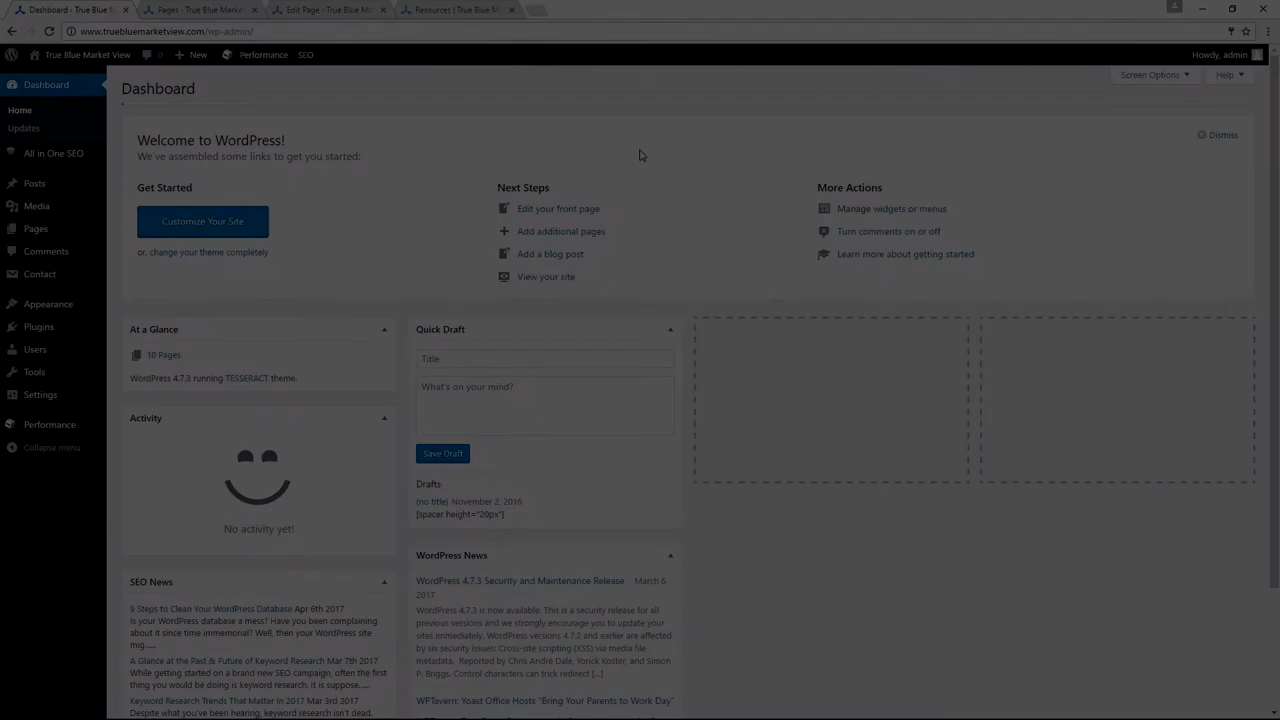 Dashboard ‹ True Blue M
Pages ‹ True Blue Market
Edit Page ‹ True Blue Ma
Resources | True Blue M
www.truebluemarketview.com/wp-admin/
True Blue Market View 0 New Performance SEO
Howdy, admin
Screen Options Help
Dashboard
Home
Updates
All in One SEO
Posts
Media
Pages
Comments
Contact
Appearance
Plugins
Users
Tools
Settings
Performance
Collapse menu
Dashboard
Welcome to WordPress!
Dismiss
We've assembled some links to get you started:
Get Started
Customize Your Site
or, change your theme completely
Next Steps
Edit your front page
Add additional pages
Add a blog post
View your site
More Actions
Manage widgets or menus
Turn comments on or off
Learn more about getting started
At a Glance
10 Pages
WordPress 4.7.3 running TESSERACT theme.
Activity
No activity yet!
SEO News
9 Steps to Clean Your WordPress Database Apr 6th 2017
Is your WordPress database a mess? Have you been complaining
about it since time immemorial? Well, then your WordPress site
mig.....
A Glance at the Past & Future of Keyword Research Mar 7th 2017
While getting started on a brand new SEO campaign, often the first
thing you would be doing is keyword research. It is suppose.....
Keyword Research Trends That Matter In 2017 Mar 3rd 2017
Despite what you've been hearing, keyword research isn't dead.
Quick Draft
Title
What's on your mind?
Save Draft
Drafts
(no title) November 2, 2016
[spacer height="20px"]
WordPress News
WordPress 4.7.3 Security and Maintenance Release March 6,
2017
WordPress 4.7.3 is now available. This is a security release for all
previous versions and we strongly encourage you to update your
sites immediately. WordPress versions 4.7.2 and earlier are affected
by six security issues: Cross-site scripting (XSS) via media file
metadata. Reported by Chris Andrè Dale, Yorick Koster, and Simon
P. Briggs. Control characters can trick redirect [...]
WPTavern: Yoast Office Hosts "Bring Your Parents to Work Day"